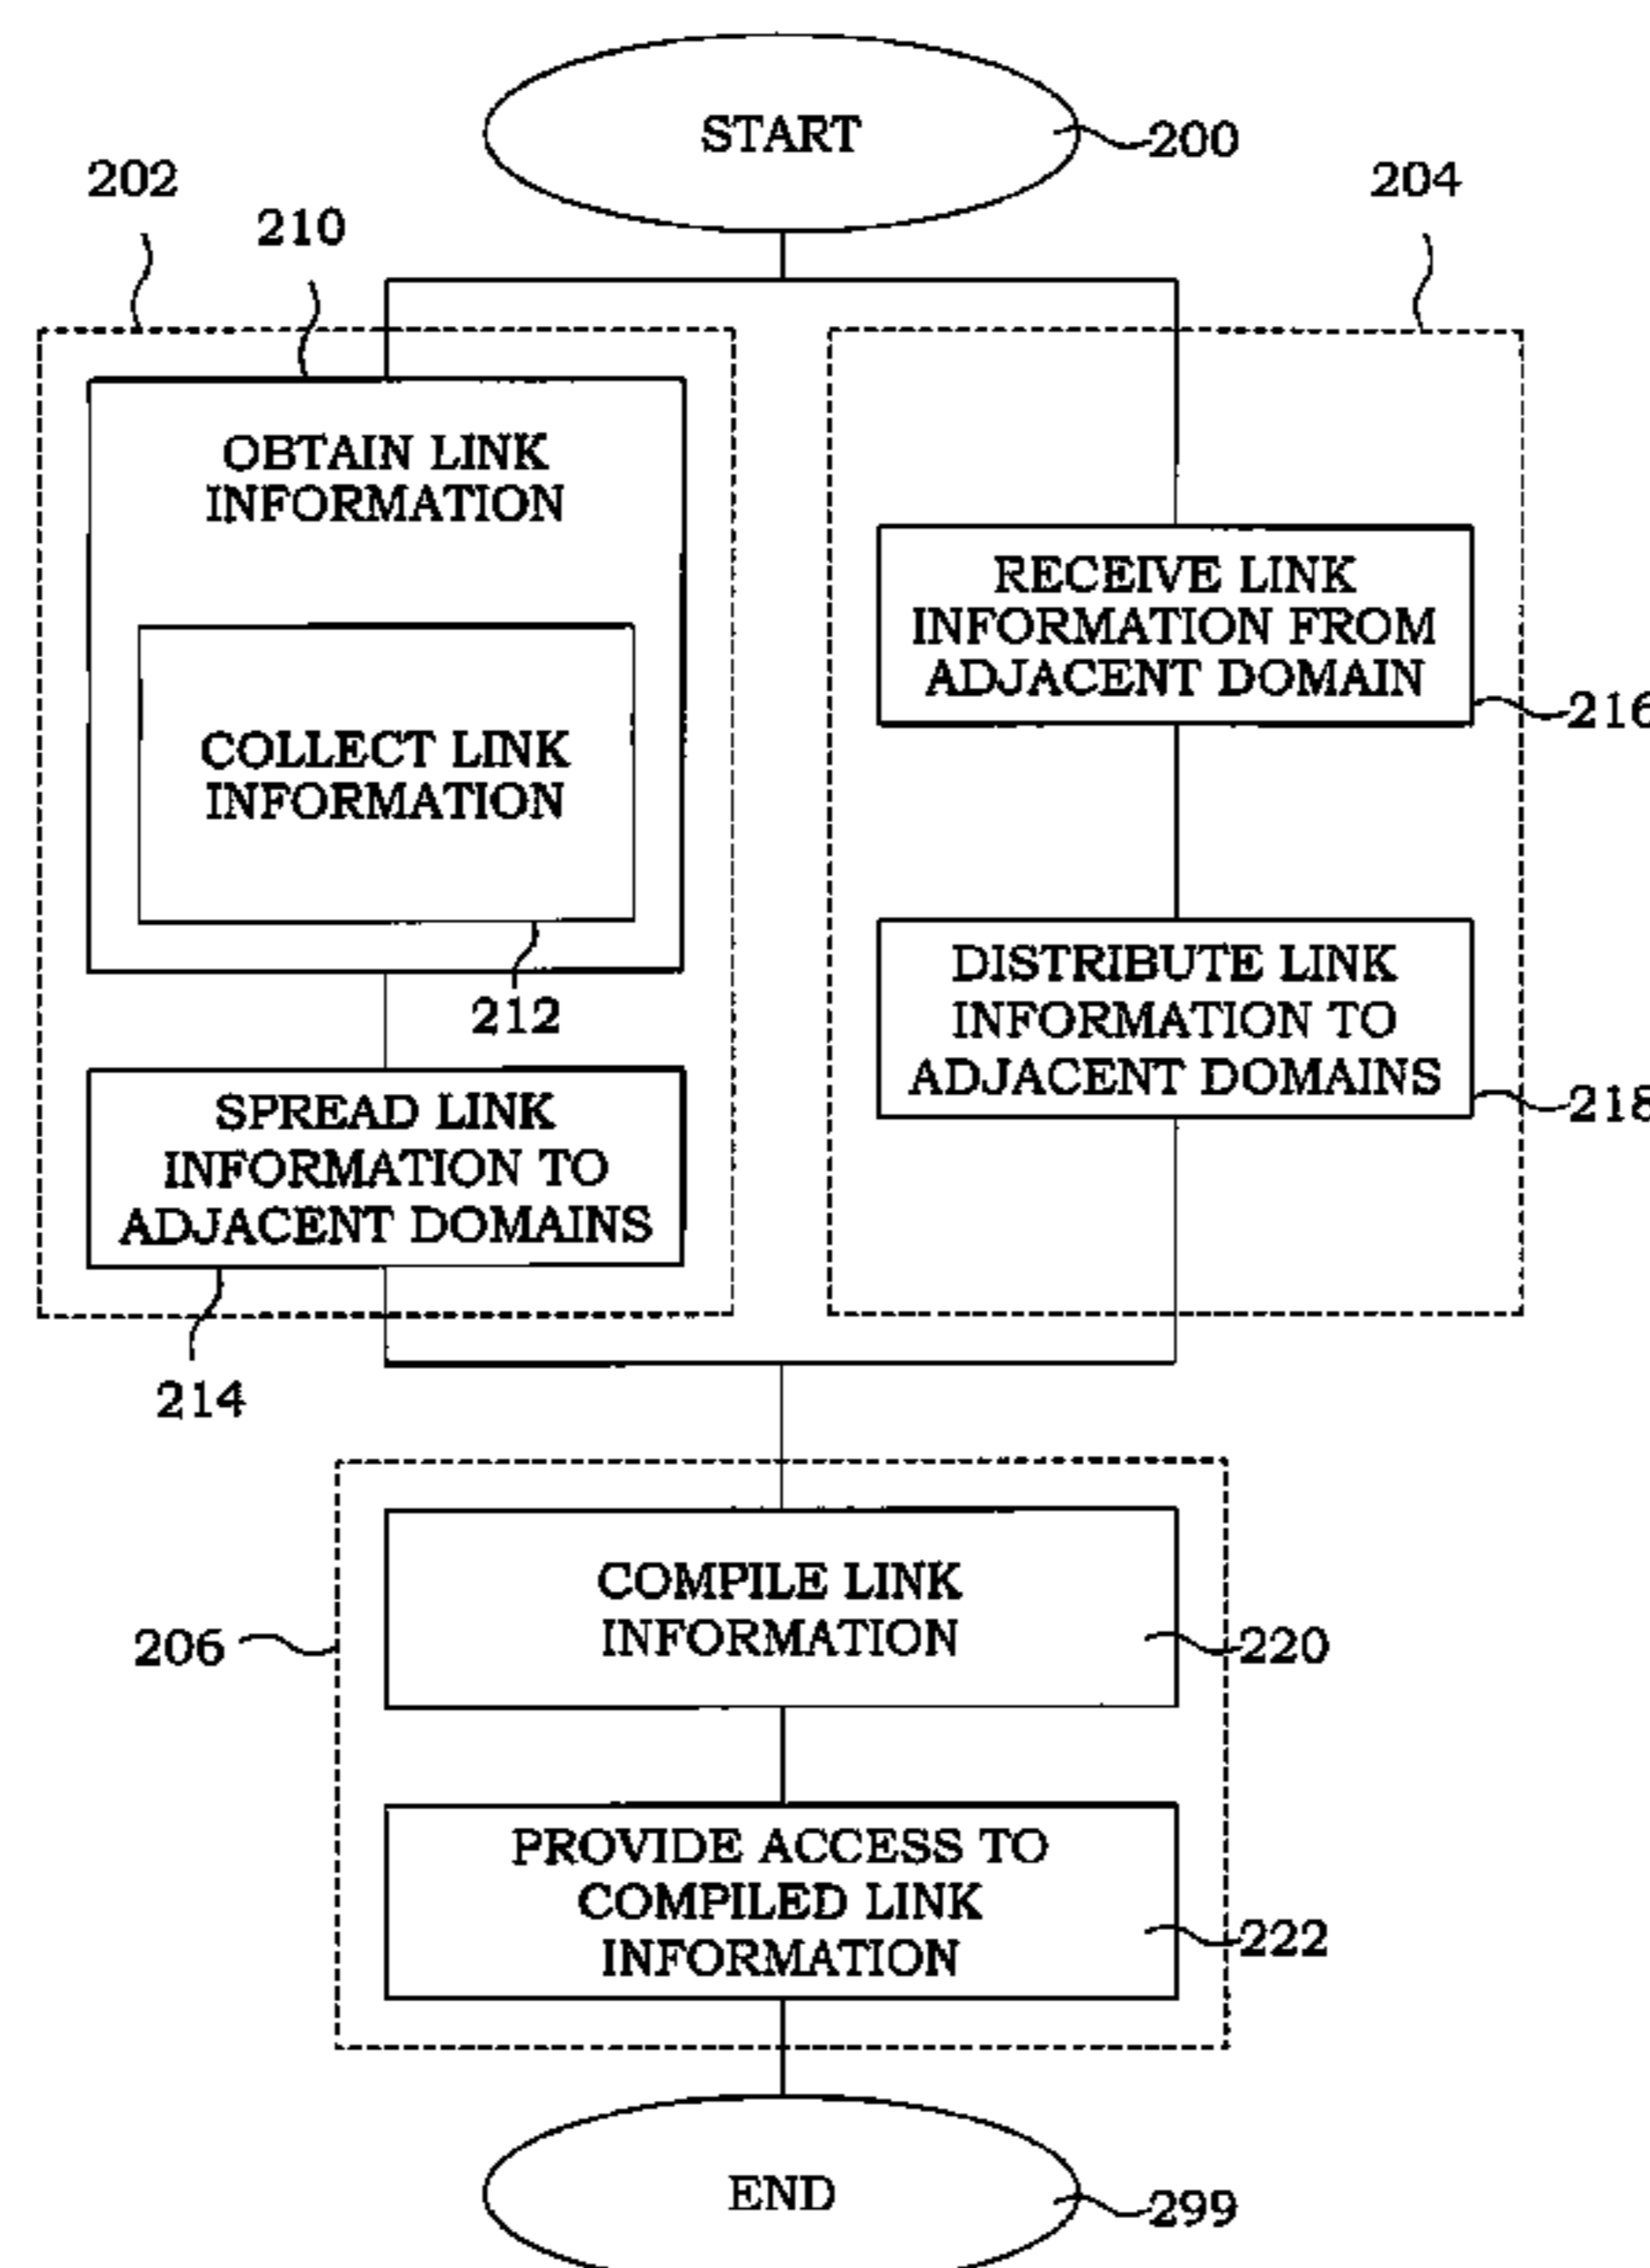 START
200
202
204
210
OBTAIN LINK
INFORMATION
COLLECT LINK
INFORMATION
212
SPREAD LINK
INFORMATION TO
ADJACENT DOMAINS
214
RECEIVE LINK
INFORMATION FROM
ADJACENT DOMAIN
216
DISTRIBUTE LINK
INFORMATION TO
ADJACENT DOMAINS
218
206
COMPILE LINK
INFORMATION
220
PROVIDE ACCESS TO
COMPILED LINK
INFORMATION
222
END
299